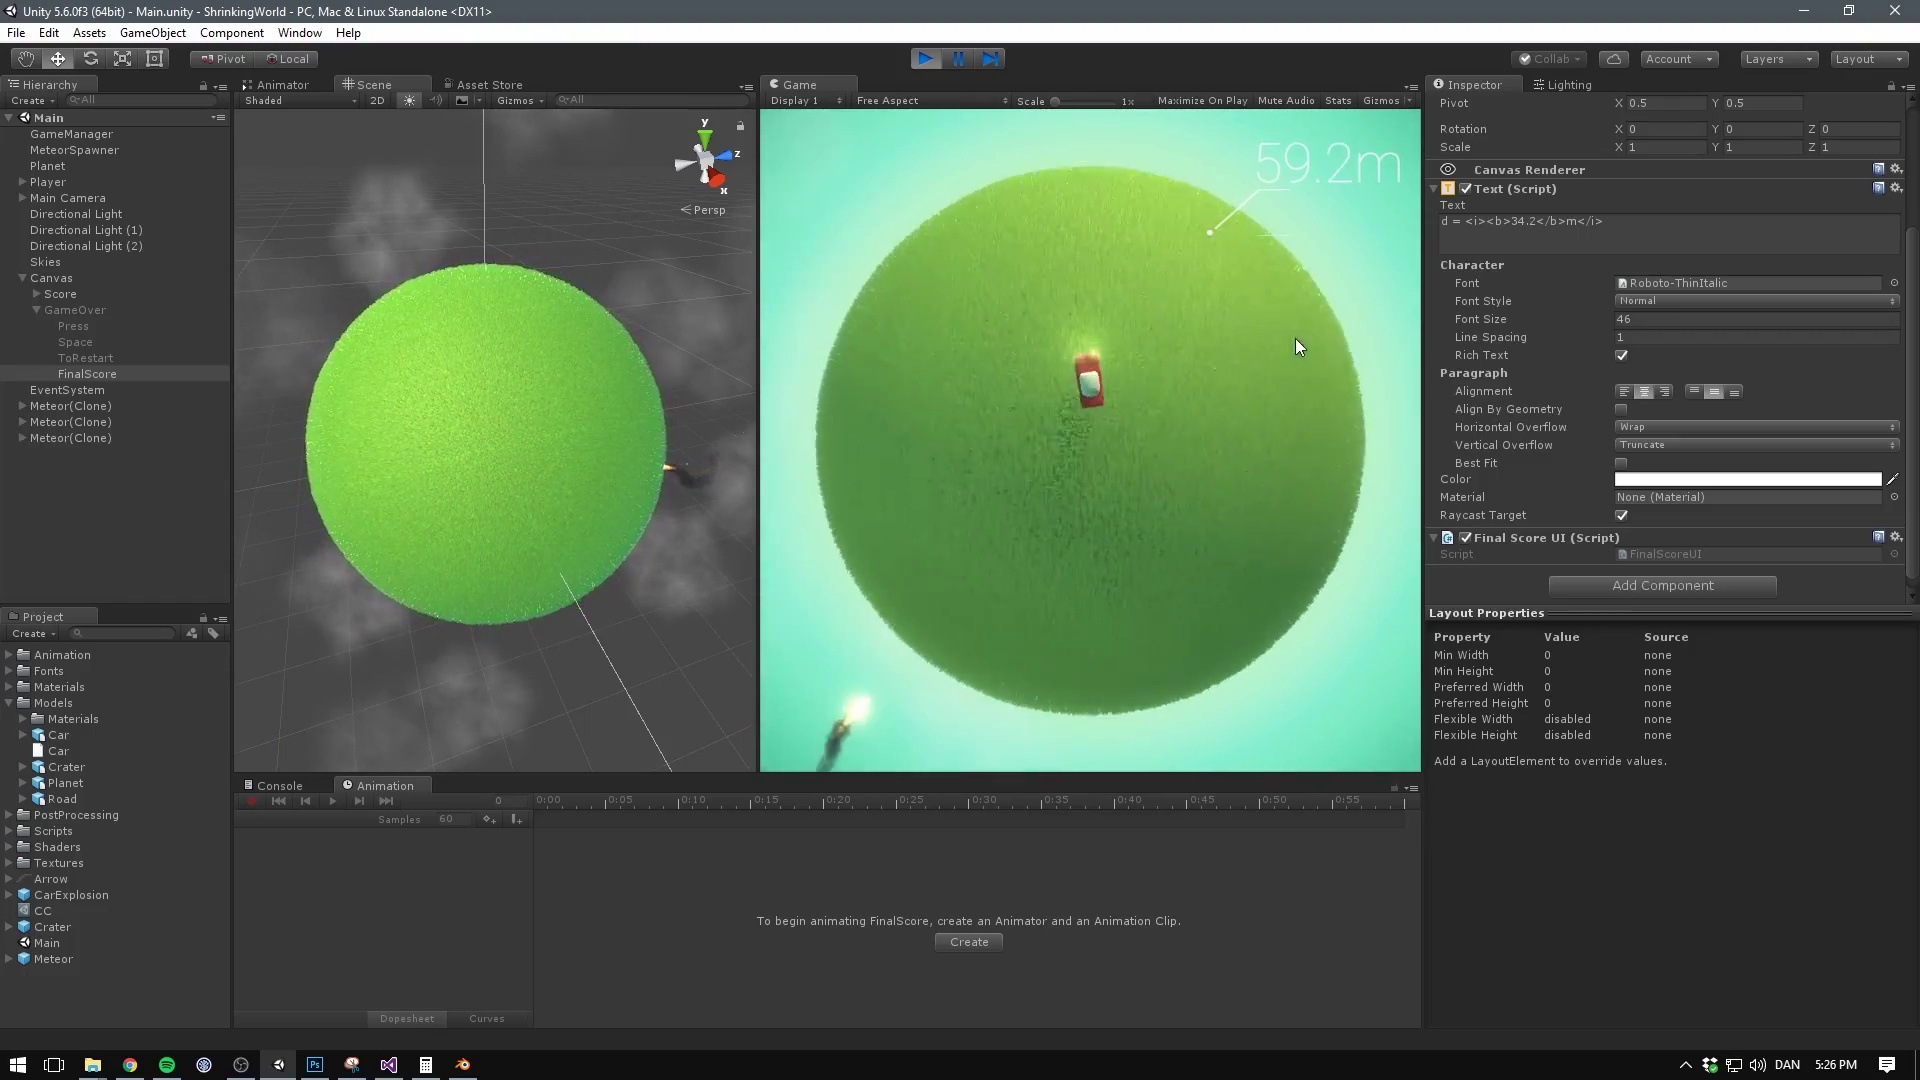 Unity 5.6.0f3 (64bit) - Main.unity - ShrinkingWorld - PC, Mac & Linux Standalone <DX11>
File Edit Assets GameObject Component Window Help
Pivot Local Collab Account Layers Layout
Hierarchy
Create All
Main
GameManager
MeteorSpawner
Planet
Player
Main Camera
Directional Light
Directional Light (1)
Directional Light (2)
Skies
Canvas
Score
GameOver
Press
Space
ToRestart
FinalScore
EventSystem
Meteor(Clone)
Meteor(Clone)
Meteor(Clone)
Project
Create
Animation
Fonts
Materials
Models
Materials
Car
Car
Crater
Planet
Road
PostProcessing
Scripts
Shaders
Textures
Arrow
CarExplosion
CC
Crater
Main
Meteor
Animator Scene Asset Store
Shaded 2D Gizmos All
y
z
x
Persp
Game
Display 1 Free Aspect Scale 1x Maximize On Play Mute Audio Stats Gizmos
59.2m
Console Animation
0 0:00 0:05 0:10 0:15 0:20 0:25 0:30 0:35 0:40 0:45 0:50 0:55
Samples 60
To begin animating FinalScore, create an Animator and an Animation Clip.
Create
Dopesheet Curves
Inspector Lighting
Pivot X 0.5 Y 0.5
Rotation X 0 Y 0 Z 0
Scale X 1 Y 1 Z 1
Canvas Renderer
Text (Script)
Text
d = <i><b>34.2</b>m</i>
Character
Font Roboto-ThinItalic
Font Style Normal
Font Size 46
Line Spacing 1
Rich Text
Paragraph
Alignment
Align By Geometry
Horizontal Overflow Wrap
Vertical Overflow Truncate
Best Fit
Color
Material None (Material)
Raycast Target
Final Score UI (Script)
Script FinalScoreUI
Add Component
Layout Properties
Property Value Source
Min Width 0 none
Min Height 0 none
Preferred Width 0 none
Preferred Height 0 none
Flexible Width disabled none
Flexible Height disabled none
Add a LayoutElement to override values.
Ps
DAN 5:26 PM